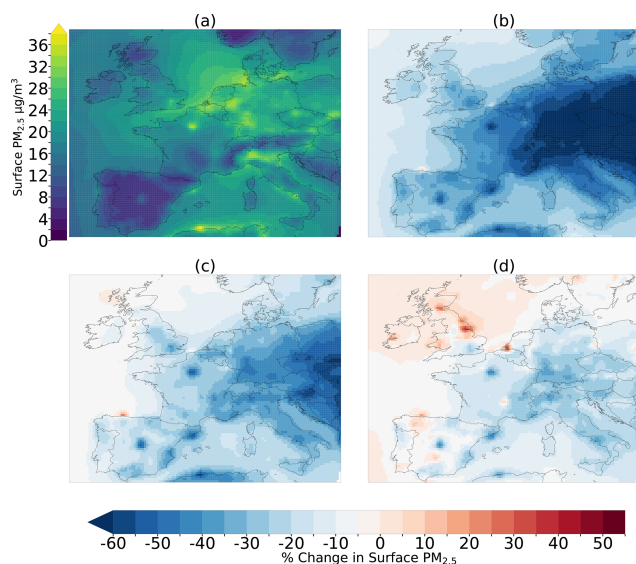 (a)
(b)
36
32
28
24
20
16
12
8
4
0
Surface PM2.5 μg/m³
(c)
(d)
-60 -50 -40 -30 -20 -10 0 10 20 30 40 50
% Change in Surface PM2.5